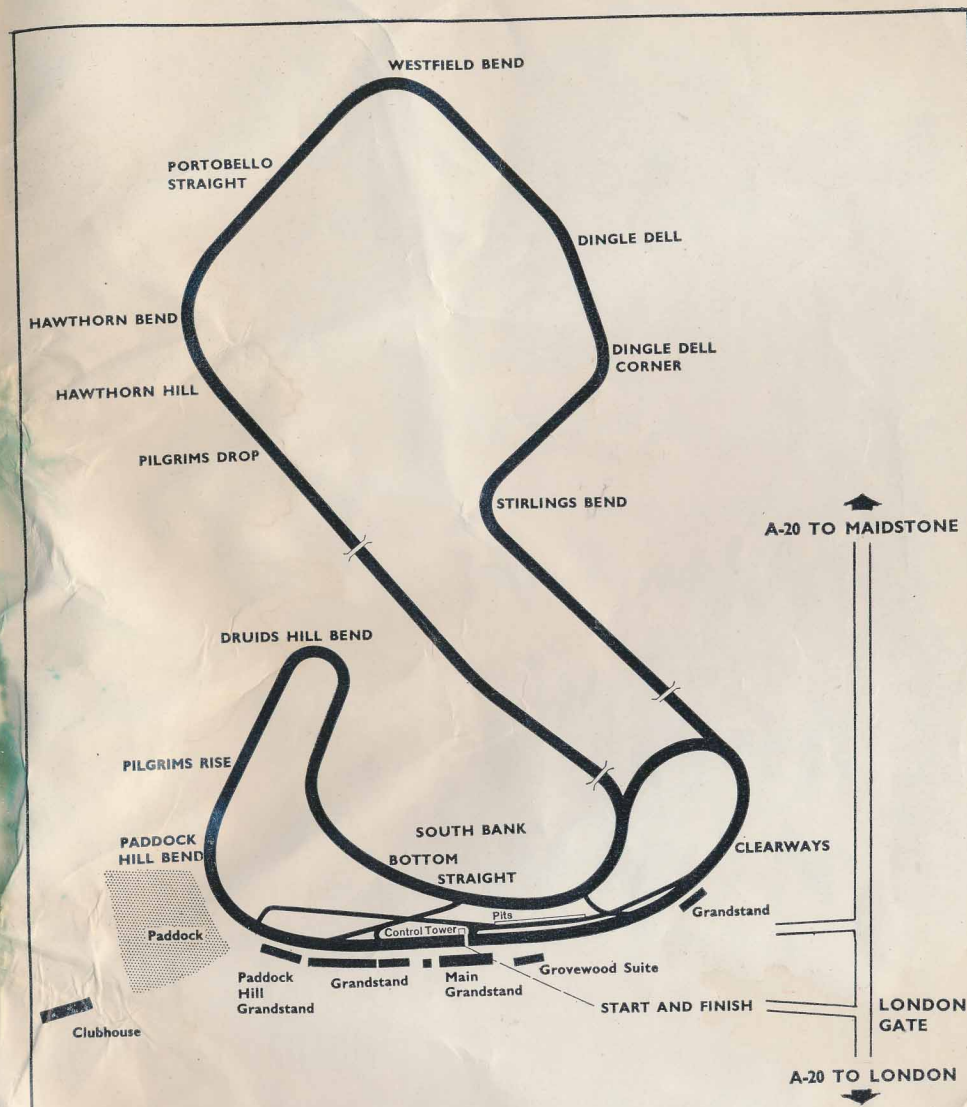 WESTFIELD BEND
PORTOBELLO
STRAIGHT
DINGLE DELL
HAWTHORN BEND
DINGLE DELL
CORNER
HAWTHORN HILL
PILGRIMS DROP
STIRLINGS BEND
A-20 TO MAIDSTONE
DRUIDS HILL BEND
PILGRIMS RISE
SOUTH BANK
PADDOCK
HILL BEND
BOTTOM
STRAIGHT
CLEARWAYS
Pits
Grandstand
Control Tower
Paddock
Paddock
Hill
Grandstand
Grandstand
Main
Grandstand
Grovewood Suite
START AND FINISH
LONDON
GATE
Clubhouse
A-20 TO LONDON